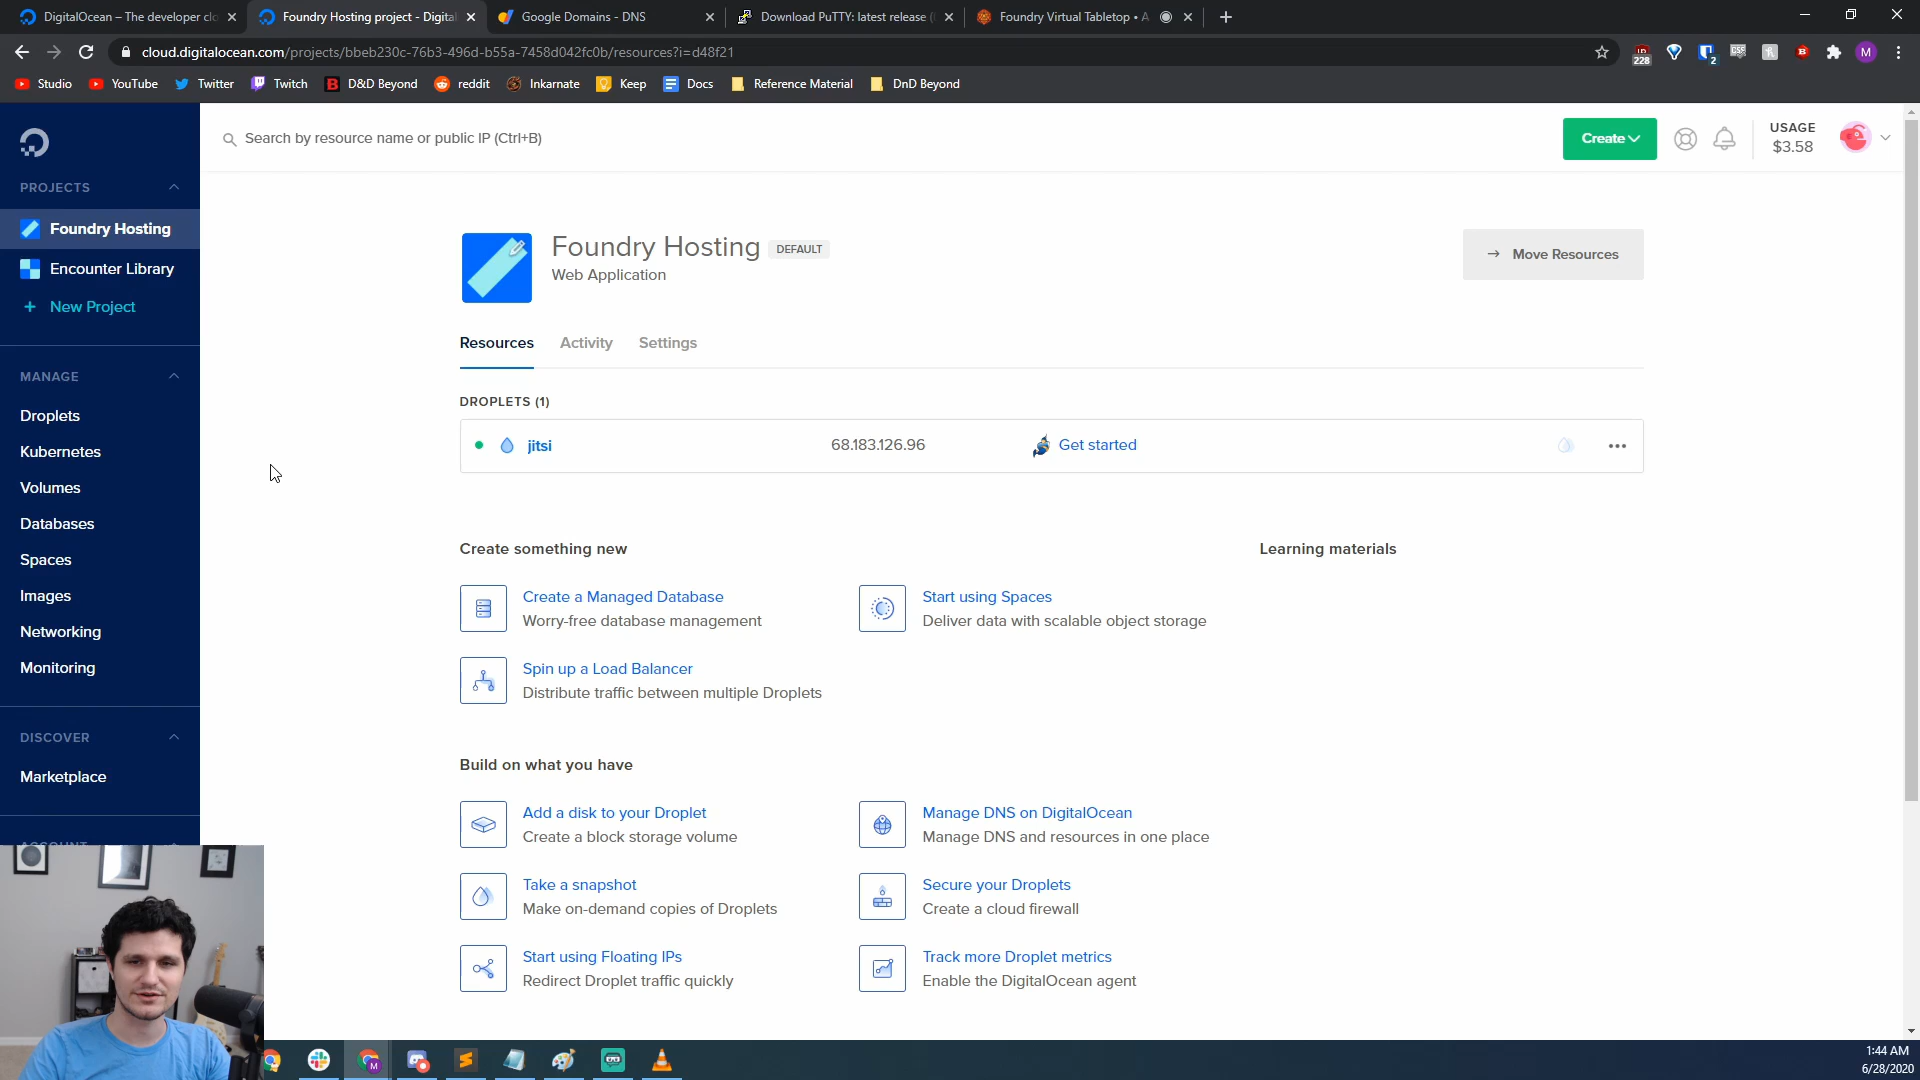 DigitalOcean – The developer clo
Foundry Hosting project - Digital
Google Domains - DNS
Download PuTTY: latest release (
Foundry Virtual Tabletop • A
cloud.digitalocean.com/projects/bbeb230c-76b3-496d-b55a-7458d042fc0b/resources?i=d48f21
228
2
M
Studio
YouTube
Twitter
Twitch
D&D Beyond
reddit
Inkarnate
Keep
Docs
Reference Material
DnD Beyond
Search by resource name or public IP (Ctrl+B)
Create
USAGE
$3.58
PROJECTS
Foundry Hosting
Encounter Library
+ New Project
MANAGE
Droplets
Kubernetes
Volumes
Databases
Spaces
Images
Networking
Monitoring
DISCOVER
Marketplace
ACCOUNT
Foundry Hosting DEFAULT
Web Application
→ Move Resources
Resources Activity Settings
DROPLETS (1)
jitsi 68.183.126.96 Get started
Create something new
Create a Managed Database
Worry-free database management
Start using Spaces
Deliver data with scalable object storage
Spin up a Load Balancer
Distribute traffic between multiple Droplets
Learning materials
Build on what you have
Add a disk to your Droplet
Create a block storage volume
Manage DNS on DigitalOcean
Manage DNS and resources in one place
Take a snapshot
Make on-demand copies of Droplets
Secure your Droplets
Create a cloud firewall
Start using Floating IPs
Redirect Droplet traffic quickly
Track more Droplet metrics
Enable the DigitalOcean agent
1:44 AM
6/28/2020